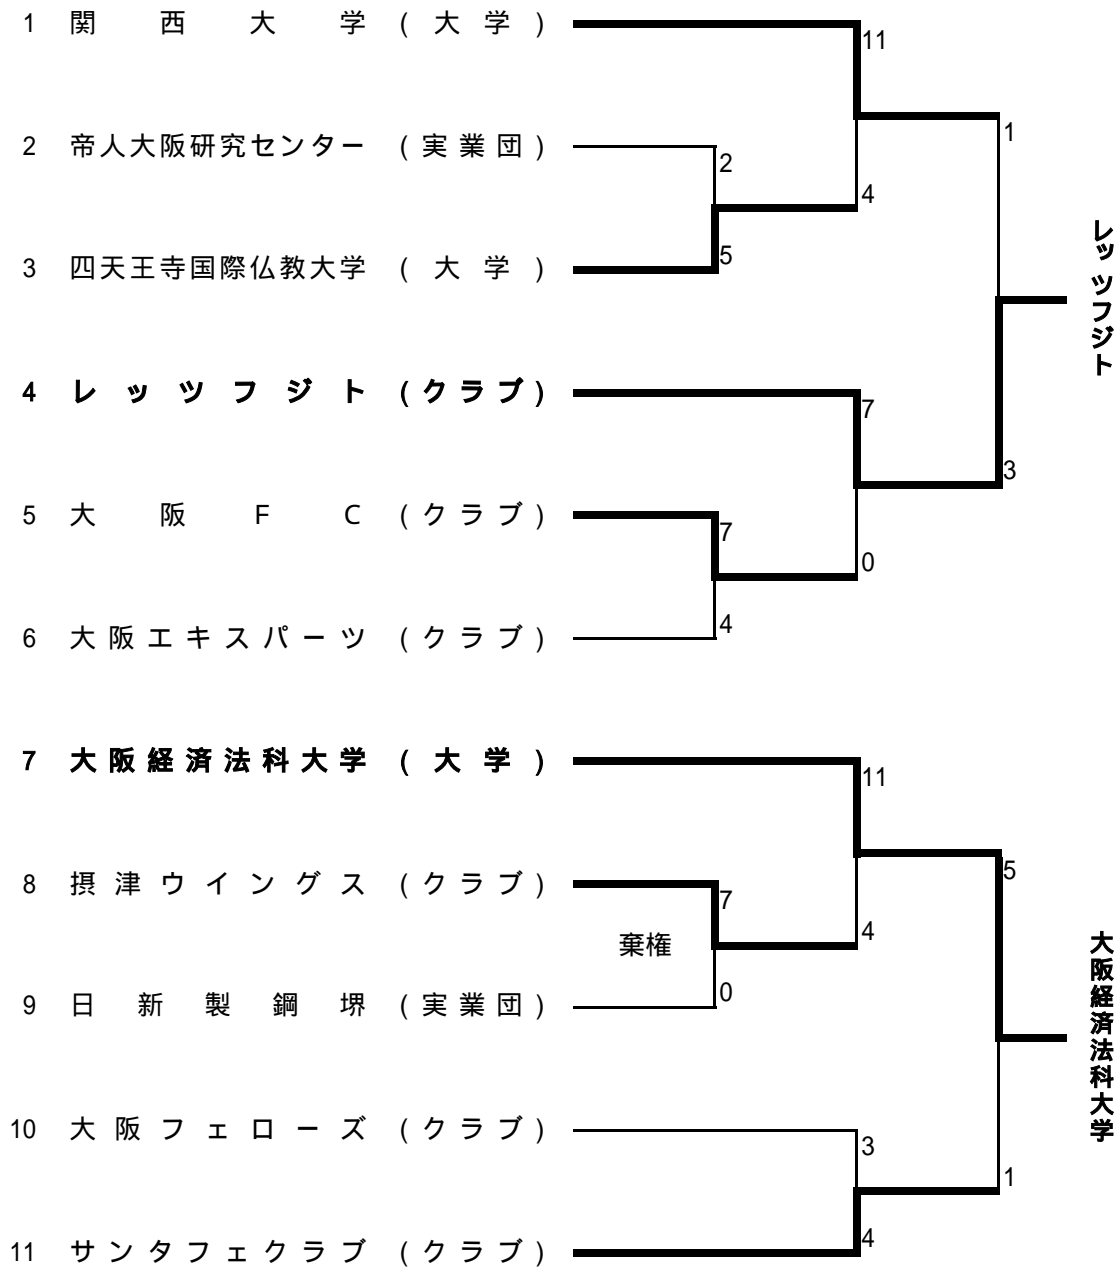 1 関西大学 (大学)
11
2 帝人大阪研究センター (実業団)
1
2
4
3 四天王寺国際仏教大学 (大学)
5
レッツフジト
4 レッツフジト (クラブ)
7
3
5 大阪FC (クラブ)
7
0
6 大阪エキスパーツ (クラブ)
4
7 大阪経済法科大学 (大学)
11
5
8 摂津ウイングス (クラブ)
7
棄権
4
9 日新製鋼堺 (実業団)
0
大阪経済法科大学
10 大阪フェローズ (クラブ)
3
1
11 サンタフェクラブ (クラブ)
4